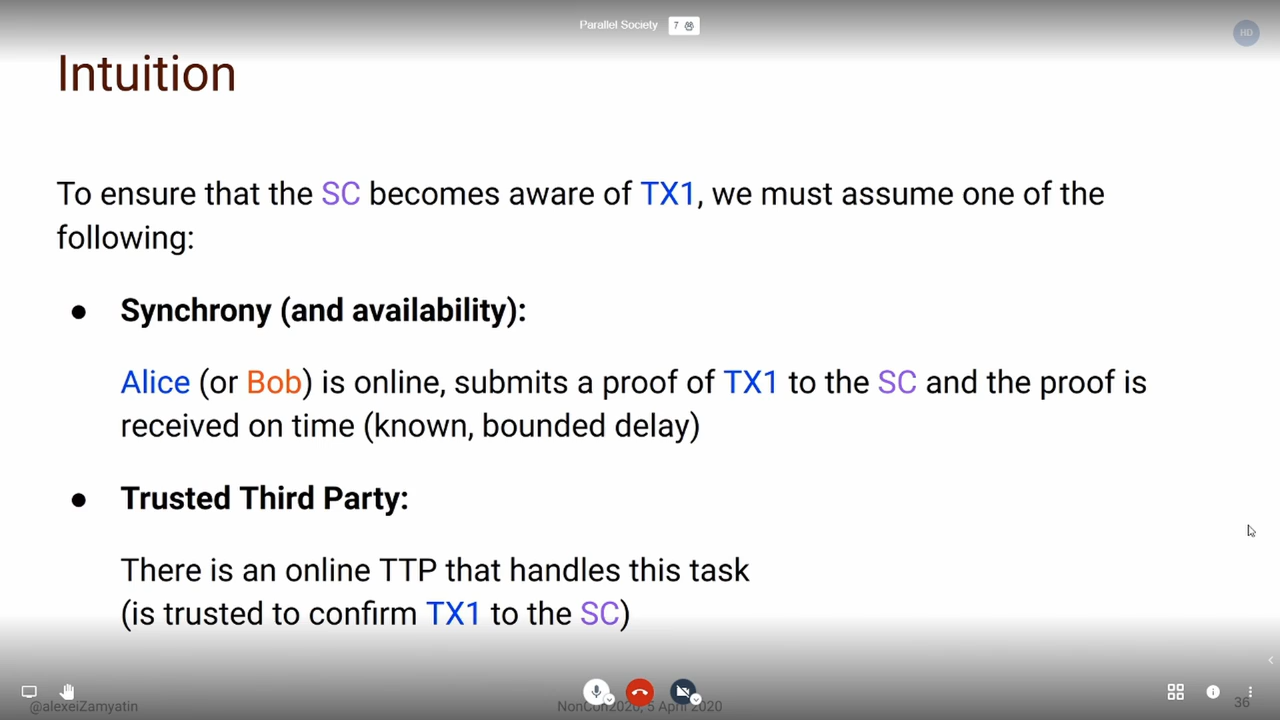 Parallel Society 7
HD
Intuition
To ensure that the SC becomes aware of TX1, we must assume one of the
following:
● Synchrony (and availability):
Alice (or Bob) is online, submits a proof of TX1 to the SC and the proof is
received on time (known, bounded delay)
● Trusted Third Party:
There is an online TTP that handles this task
(is trusted to confirm TX1 to the SC)
@alexeiZamyatin
5 April 2020
36